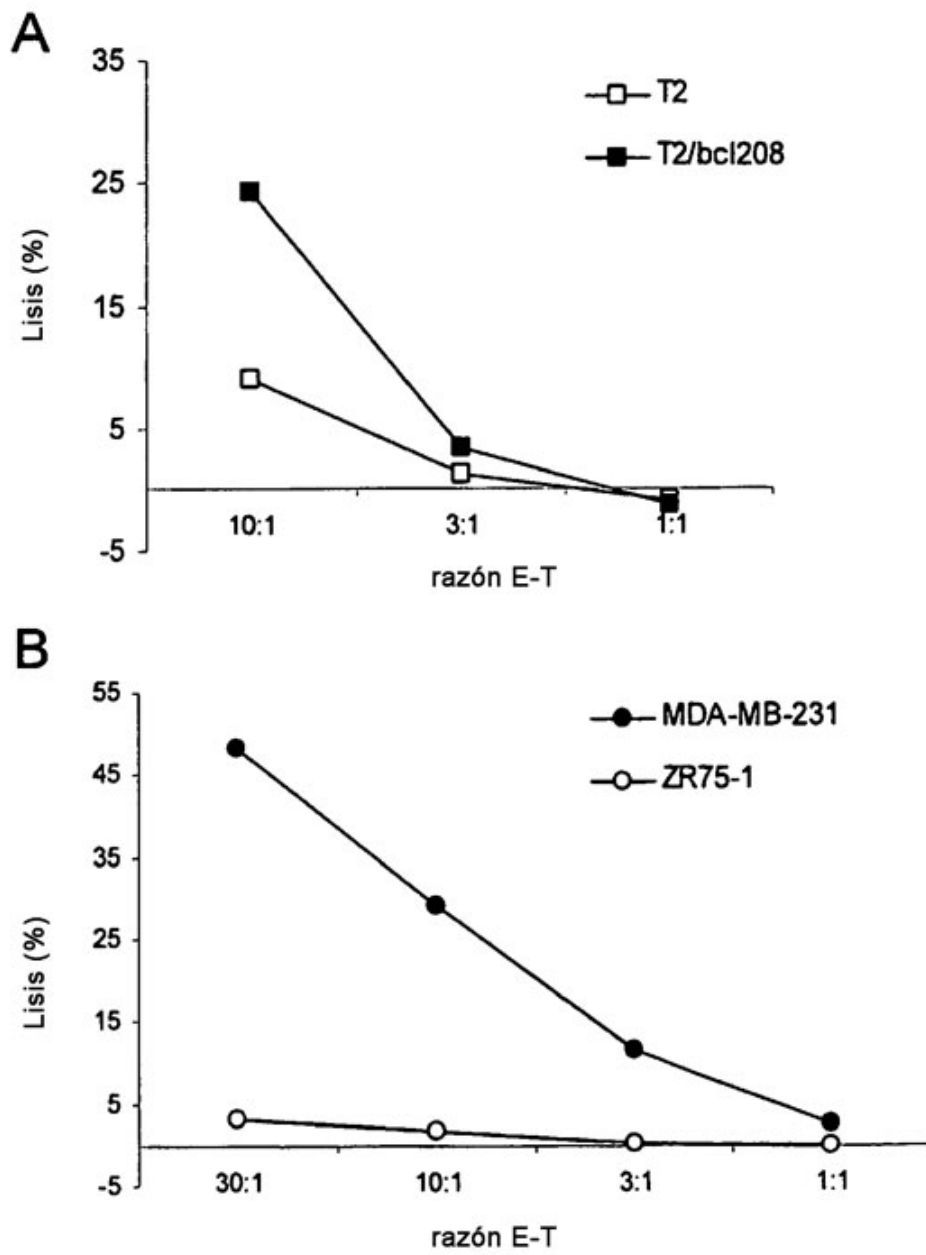 A
35
25
15
5
-5
Lisis (%)
T2
T2/bcl208
10:1 3:1 1:1
razón E-T
B
55
45
35
25
15
5
-5
Lisis (%)
MDA-MB-231
ZR75-1
30:1 10:1 3:1 1:1
razón E-T